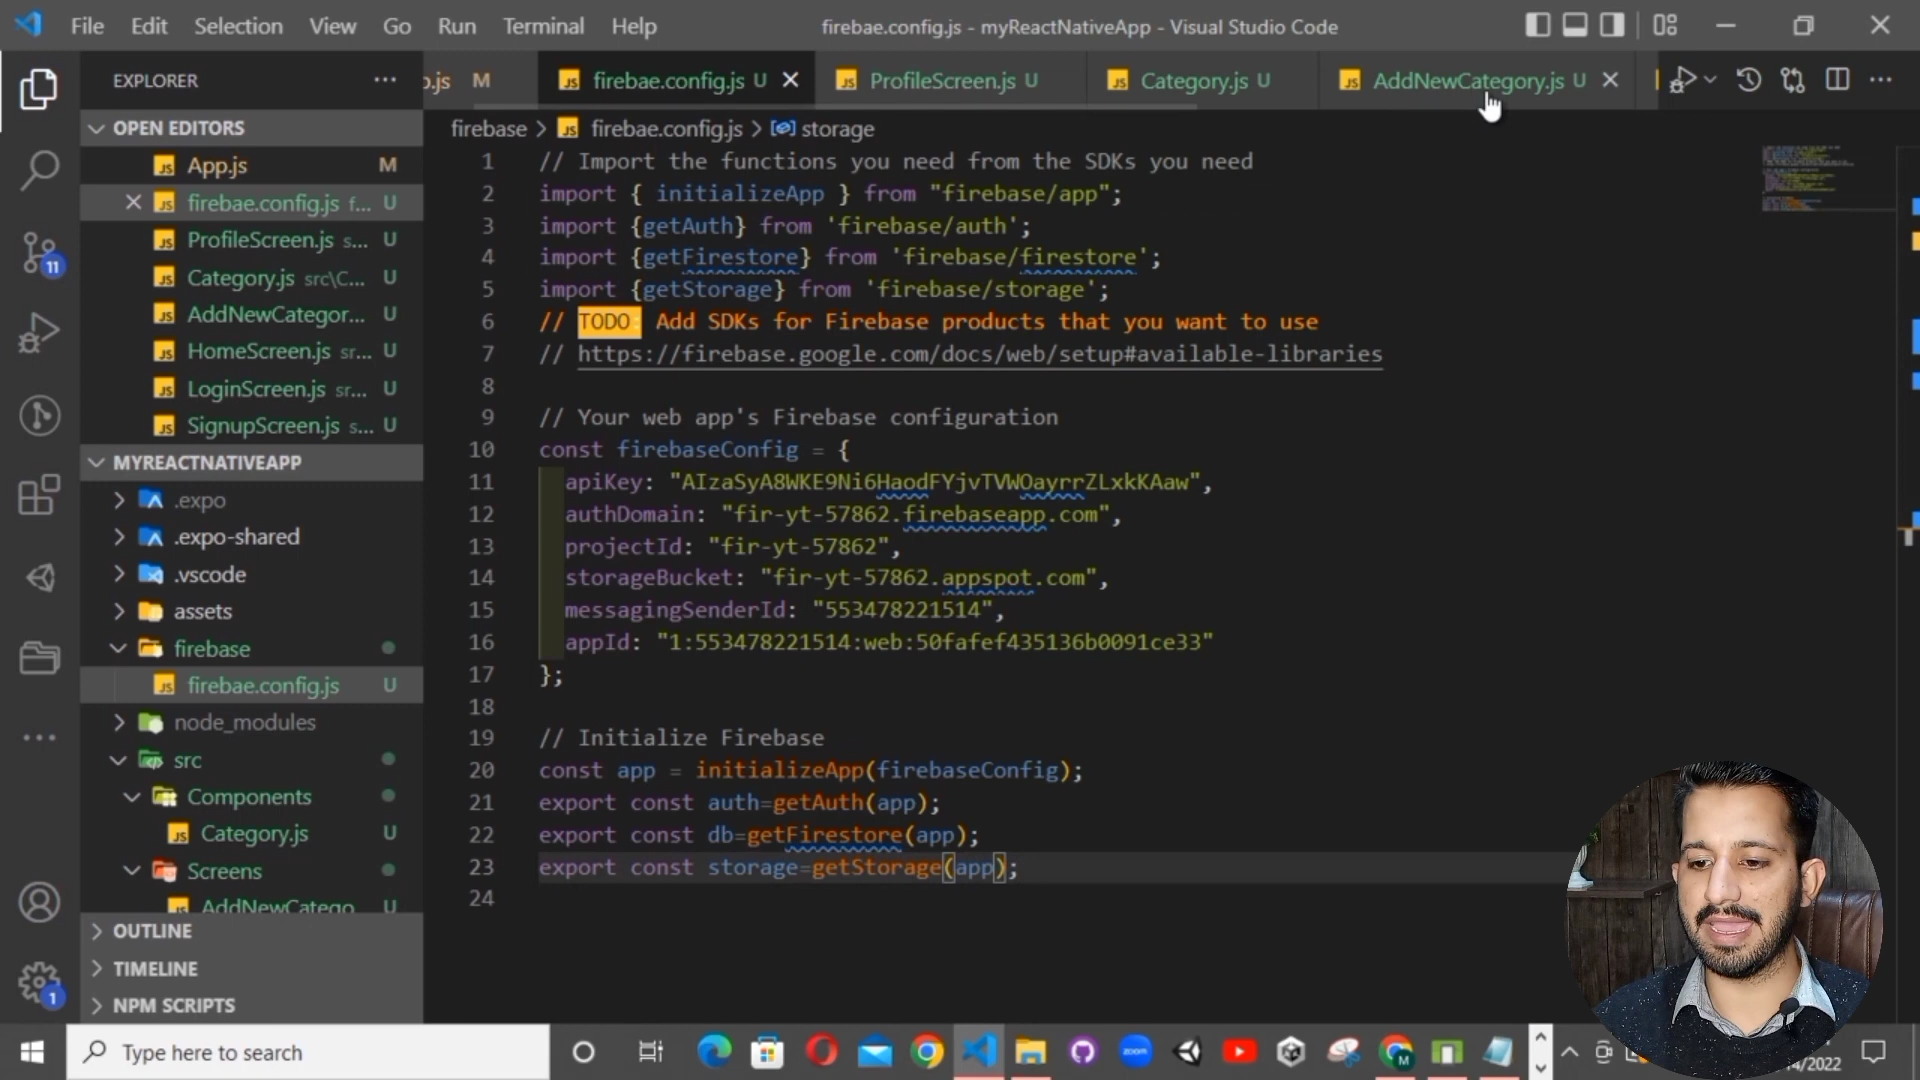 File Edit Selection View Go Run Terminal Help
firebae.config.js - myReactNativeApp - Visual Studio Code
EXPLORER
.js M
firebae.config.js U
ProfileScreen.js U
Category.js U
AddNewCategory.js U
OPEN EDITORS
App.js M
firebae.config.js f... U
ProfileScreen.js s... U
Category.js src\C... U
AddNewCategor... U
HomeScreen.js sr... U
LoginScreen.js sr... U
SignupScreen.js s... U
MYREACTNATIVEAPP
.expo
.expo-shared
.vscode
assets
firebase
firebae.config.js U
node_modules
src
Components
Category.js U
Screens
AddNewCatego U
OUTLINE
TIMELINE
NPM SCRIPTS
11
1
firebase > firebae.config.js > storage
1 // Import the functions you need from the SDKs you need
2 import { initializeApp } from "firebase/app";
3 import {getAuth} from 'firebase/auth';
4 import {getFirestore} from 'firebase/firestore';
5 import {getStorage} from 'firebase/storage';
6 // TODO: Add SDKs for Firebase products that you want to use
7 // https://firebase.google.com/docs/web/setup#available-libraries
8
9 // Your web app's Firebase configuration
10 const firebaseConfig = {
11 apiKey: "AIzaSyA8WKE9Ni6HaodFYjvTVWOayrrZLxkKAaw",
12 authDomain: "fir-yt-57862.firebaseapp.com",
13 projectId: "fir-yt-57862",
14 storageBucket: "fir-yt-57862.appspot.com",
15 messagingSenderId: "553478221514",
16 appId: "1:553478221514:web:50fafef435136b0091ce33"
17 };
18
19 // Initialize Firebase
20 const app = initializeApp(firebaseConfig);
21 export const auth=getAuth(app);
22 export const db=getFirestore(app);
23 export const storage=getStorage(app);
24
Type here to search
zoom
M
4/2022